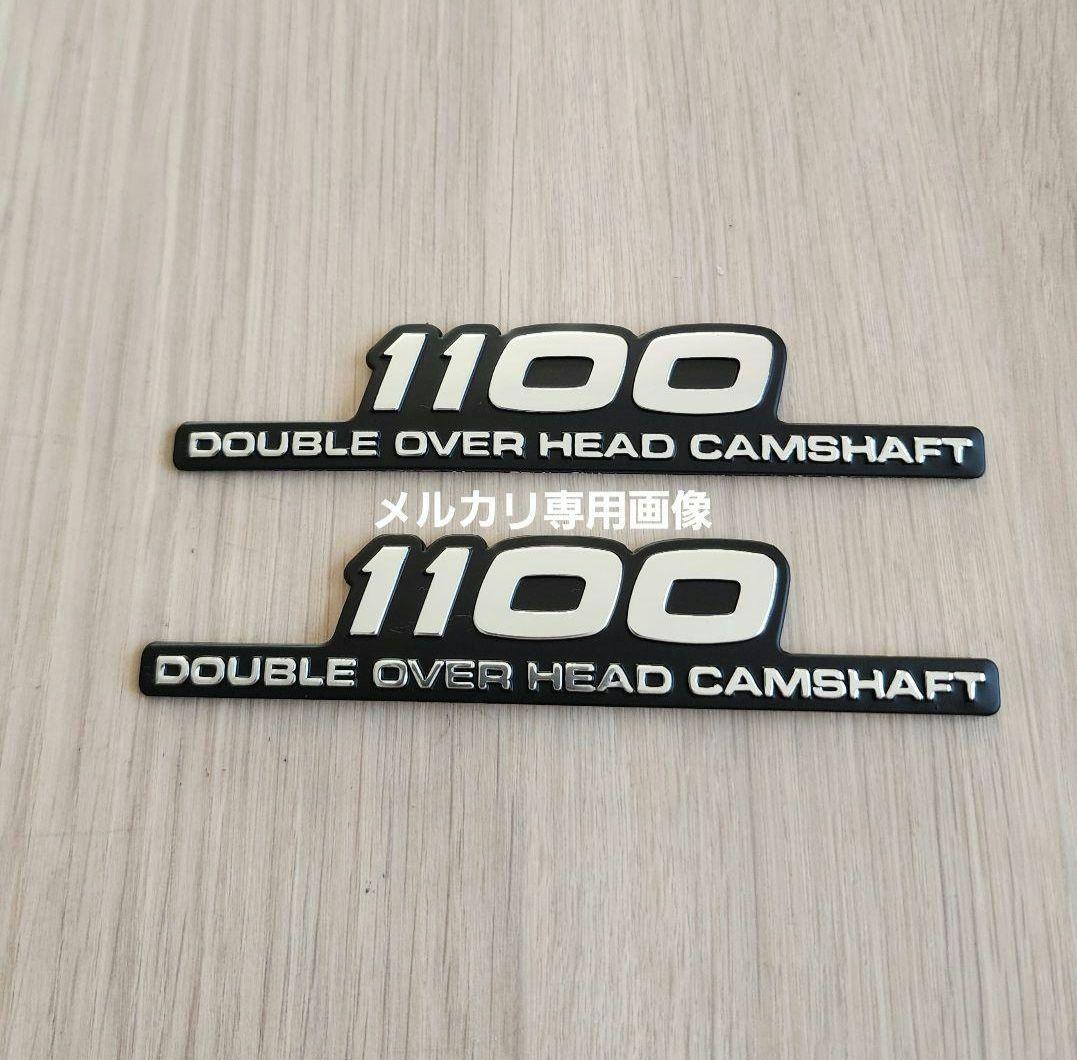 1100
DOUBLE OVER HEAD CAMSHAFT
メルカリ専用画像
1100
DOUBLE OVER HEAD CAMSHAFT